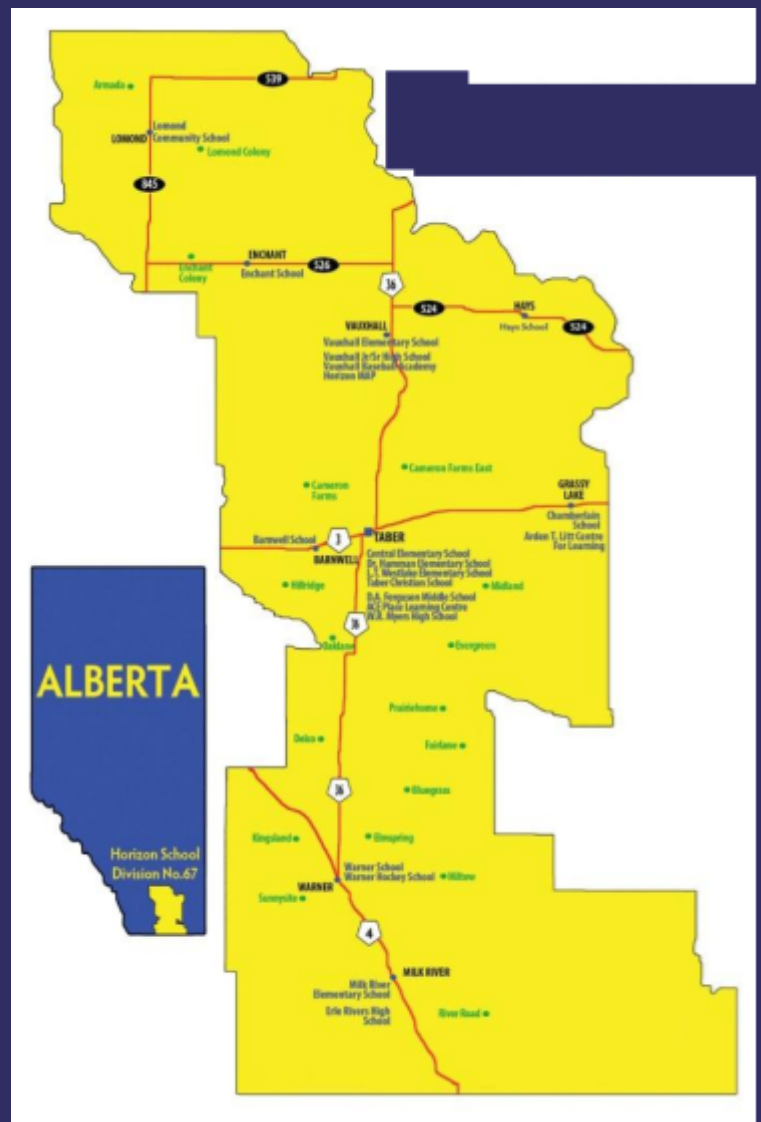 539
Armada
Lomond
Community School
LOMOND
Lomond Colony
845
ENCHANT
Enchant
Colony
526
Enchant School
36
524
HAYS
Hays School
524
VAUXHALL
Vauxhall Elementary School
Vauxhall Jr/Sr High School
Vauxhall Baseball Academy
Horizon MAP
Cameron Farms East
Cameron
Farms
GRASSY
LAKE
Chamberlain
School
Arden T. Litt Centre
For Learning
Barnwell School
3
TABER
BARNWELL
Central Elementary School
Dr. Hamman Elementary School
L.T. Westlake Elementary School
Taber Christian School
D.A. Ferguson Middle School
ACE Place Learning Centre
W.R. Myers High School
Hillridge
Midland
36
Oaklane
Evergreen
ALBERTA
Prairiehome
Delco
Fairlane
36
Bluegrass
Kingsland
Elmspring
Horizon School
Division No.67
Warner School
Warner Hockey School
WARNER
Miltow
Sunnysite
4
MILK RIVER
Milk River
Elementary School
Erle Rivers High
School
River Road